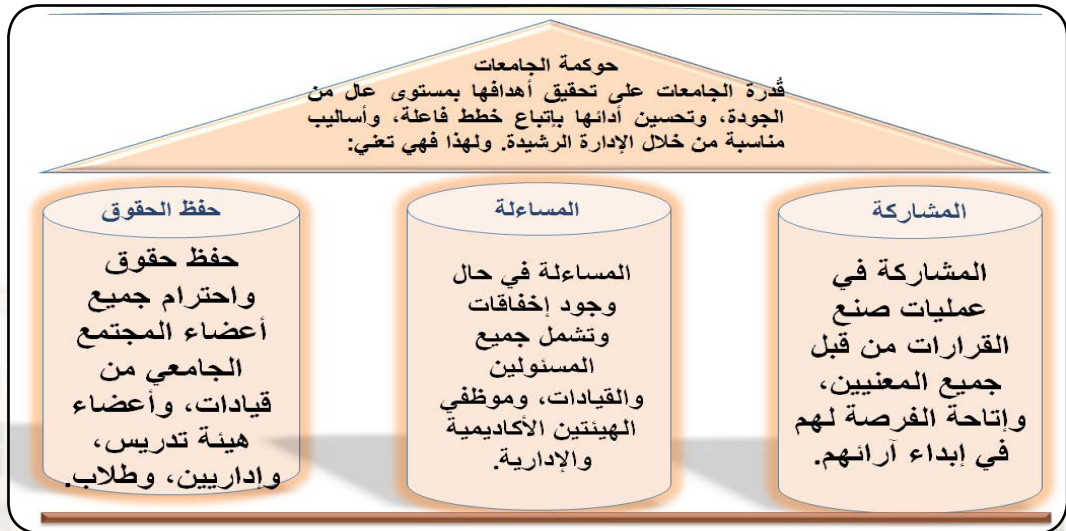 حوكمة الجامعات
قُدرة الجامعات على تحقيق أهدافها بمستوى عال من
الجودة، وتحسين أدائها بإتباع خطط فاعلة، وأساليب
مناسبة من خلال الإدارة الرشيدة. ولهذا فهي تعني:
المشاركة
المشاركة في
عمليات صنع
القرارات من قبل
جميع المعنيين،
وإتاحة الفرصة لهم
في إبداء آرائهم.
المساءلة
المساءلة في حال
وجود إخفاقات
وتشمل جميع
المسئولين
والقيادات، وموظفي
الهيئتين الأكاديمية
والإدارية.
حفظ الحقوق
حفظ حقوق
واحترام جميع
أعضاء المجتمع
الجامعي من
قيادات، وأعضاء
هيئة تدريس،
وإداريين، وطلاب.